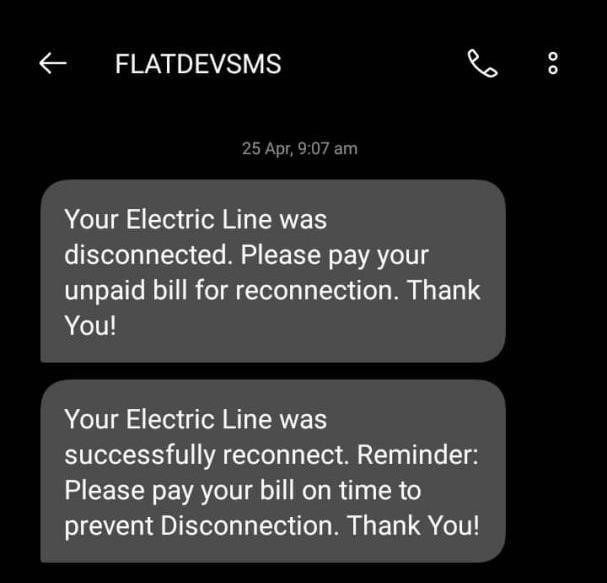 FLATDEVSMS
25 Apr, 9:07 am
Your Electric Line was
disconnected. Please pay your
unpaid bill for reconnection. Thank
You!
Your Electric Line was
successfully reconnect. Reminder:
Please pay your bill on time to
prevent Disconnection. Thank You!